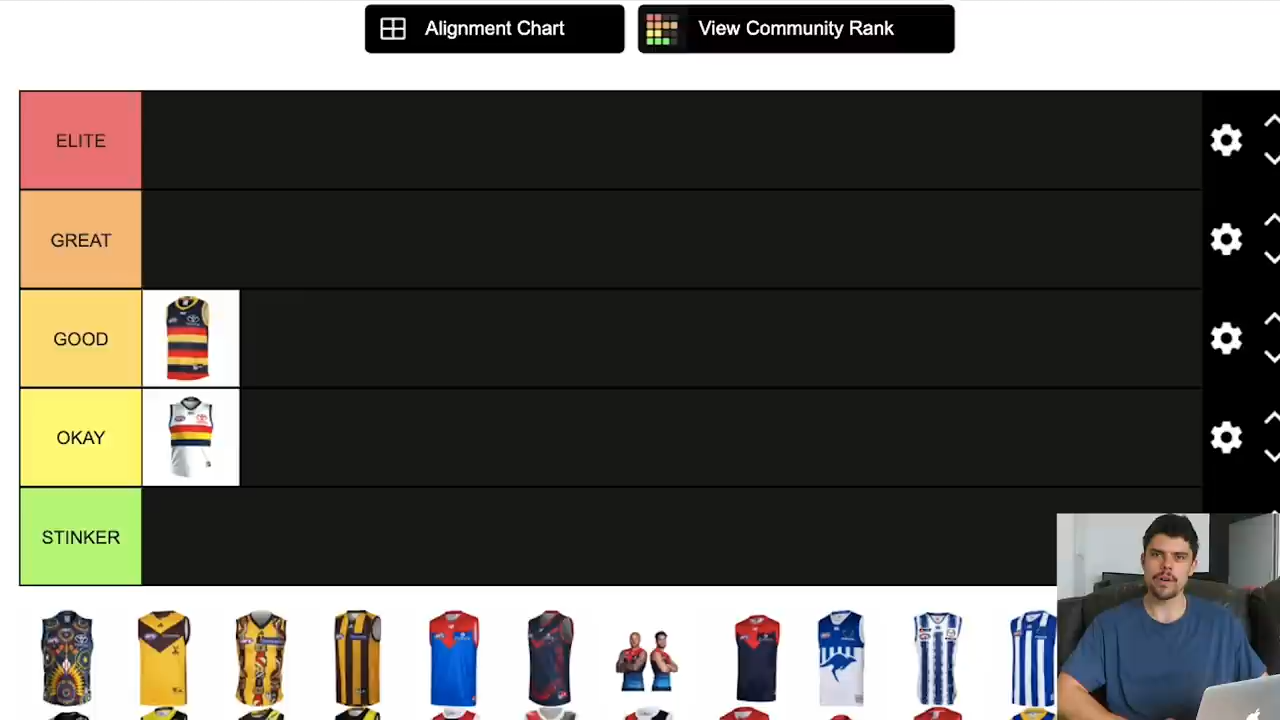 Alignment Chart
View Community Rank
ELITE
GREAT
GOOD
OKAY
STINKER